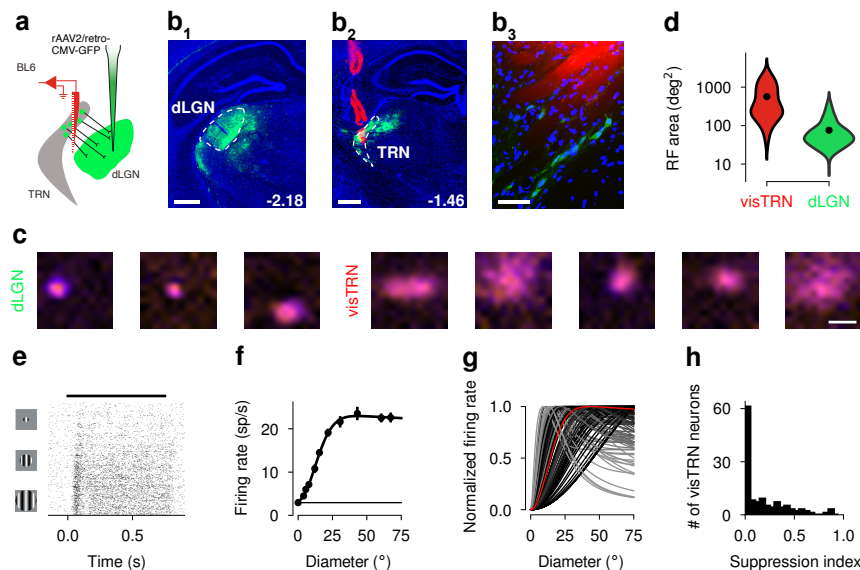 a
rAAV2/retro-
CMV-GFP
BL6
TRN
dLGN
b1
dLGN
-2.18
b2
TRN
-1.46
b3
d
RF area (deg²)
1000
100
10
visTRN
dLGN
c
dLGN
visTRN
e
0.0
0.5
Time (s)
f
Firing rate (sp/s)
20
0
0
25
50
75
Diameter (°)
g
Normalized firing rate
1.0
0.5
0.0
0
25
50
75
Diameter (°)
h
# of visTRN neurons
60
30
0
0.0
0.5
1.0
Suppression index